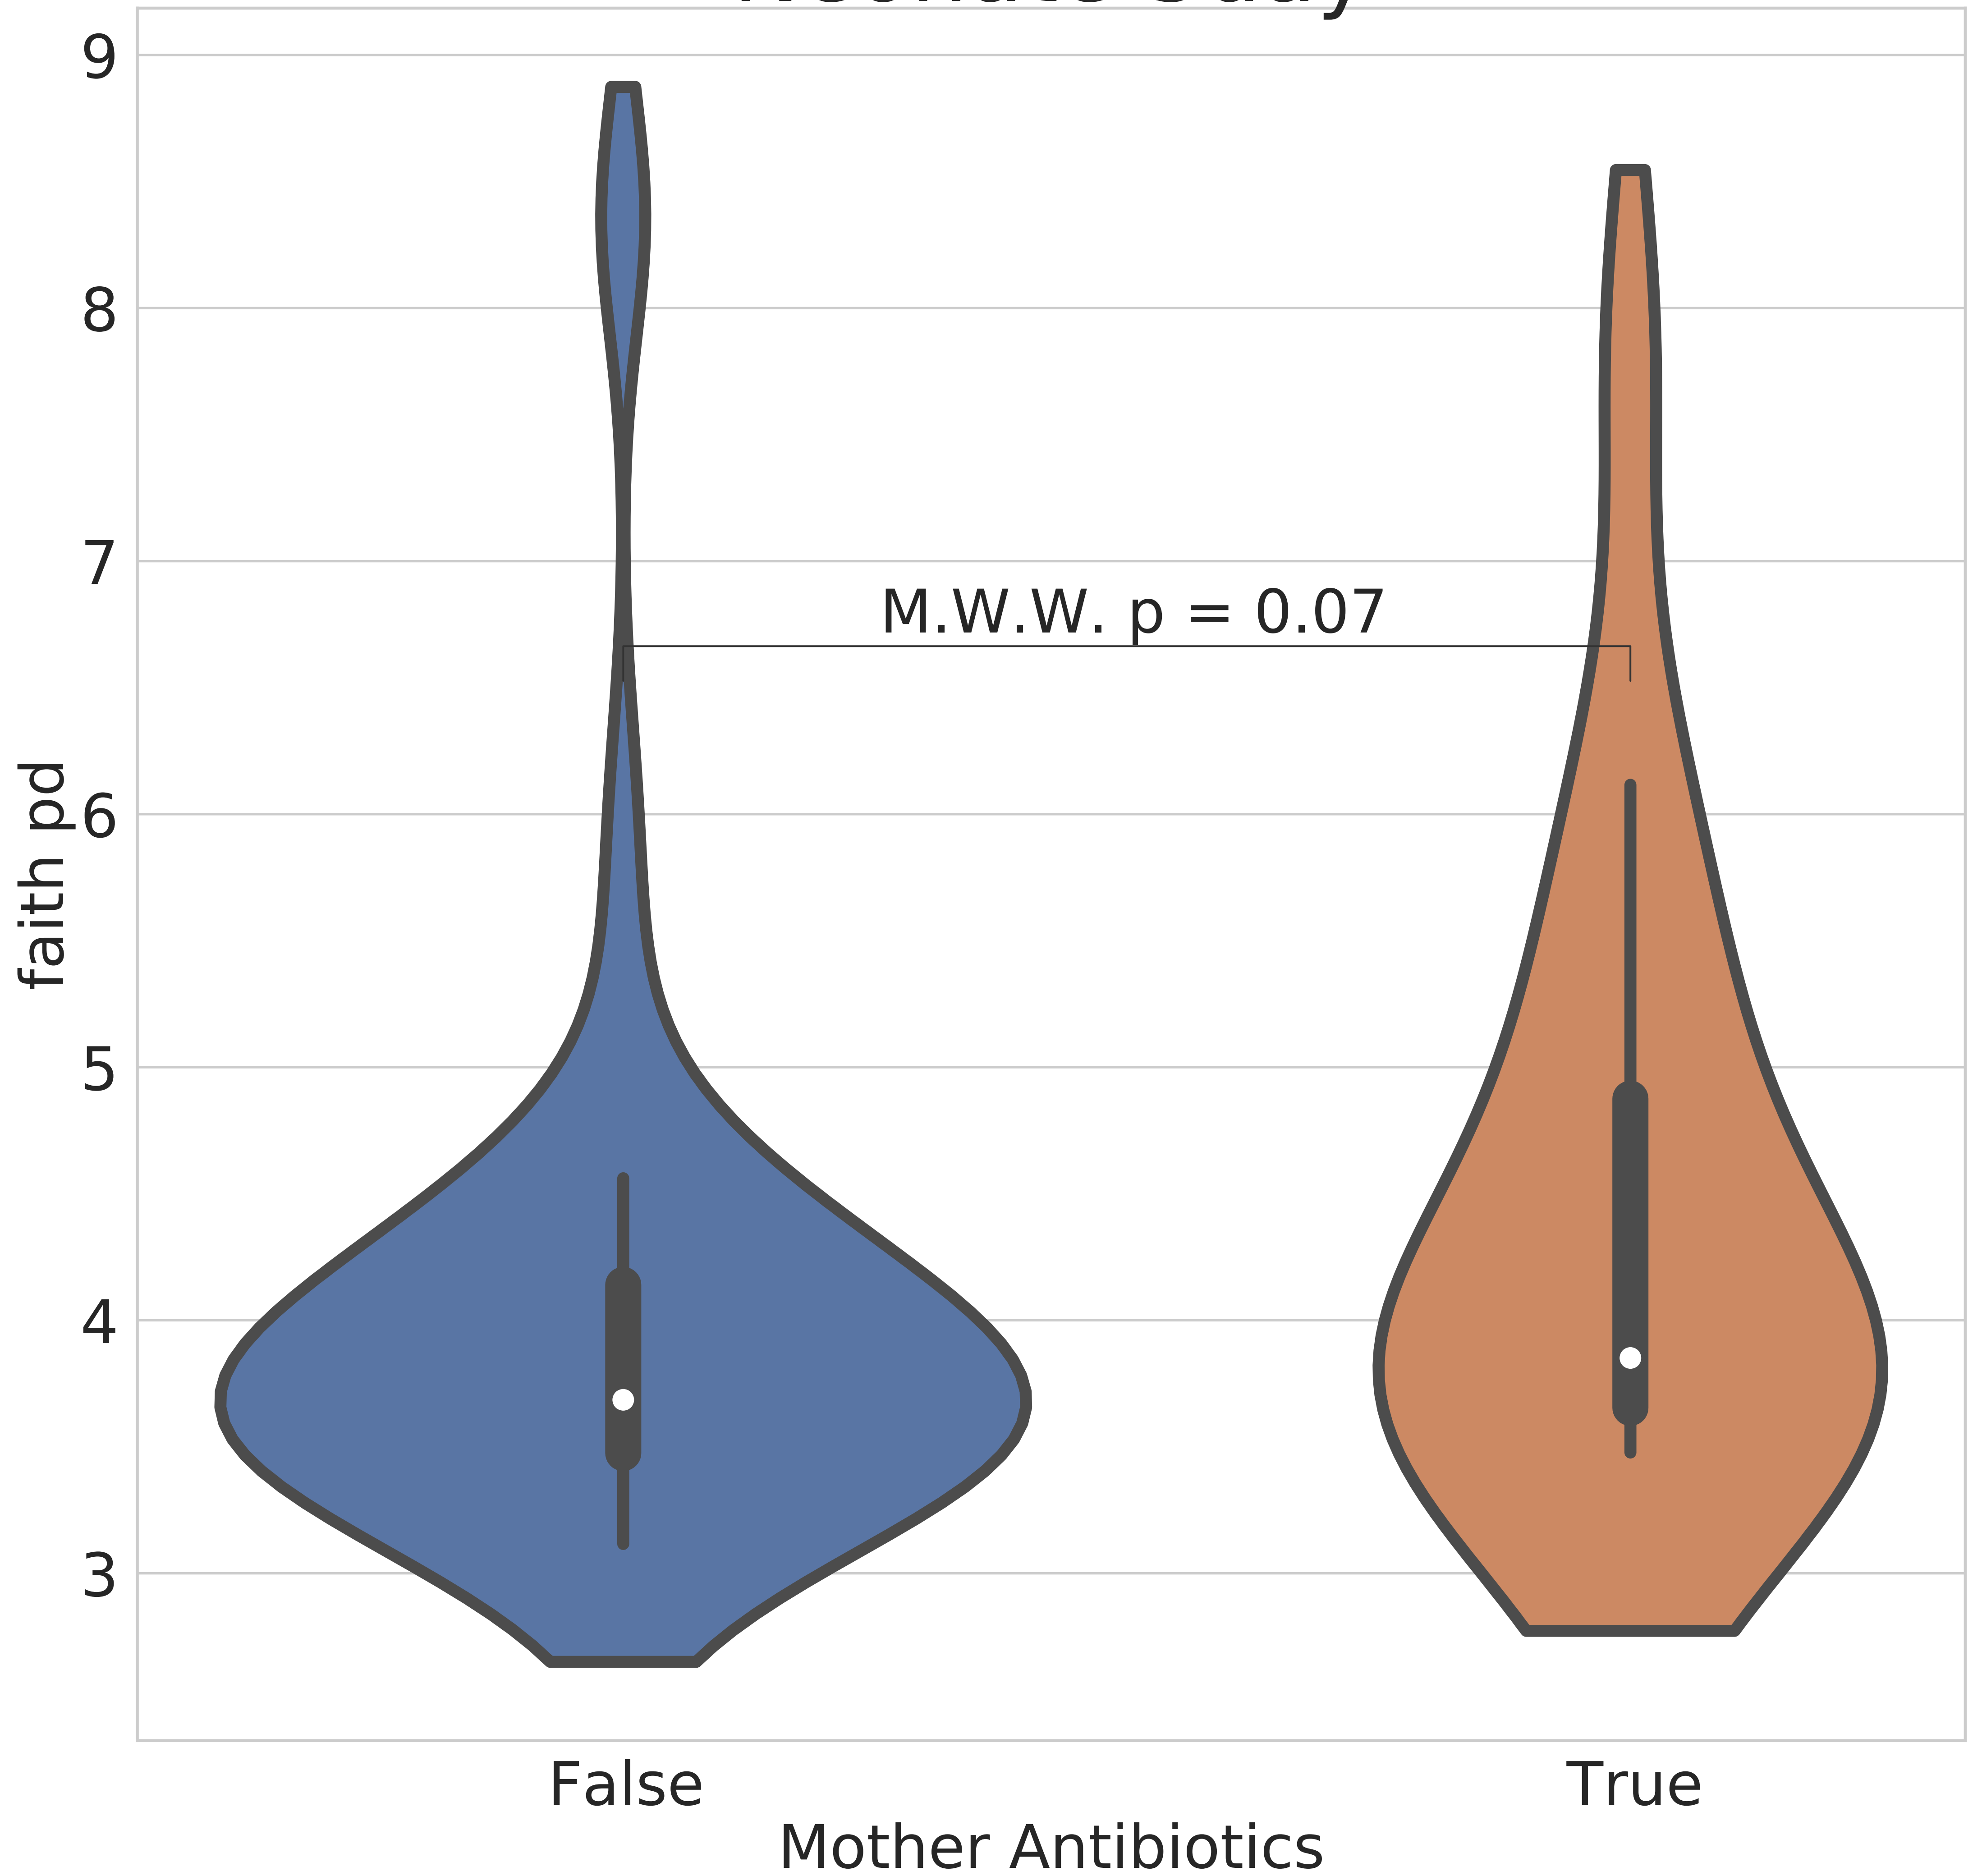 9
8
7
M.W.W. p = 0.07
faith pd
6
5
4
3
False True
Mother Antibiotics